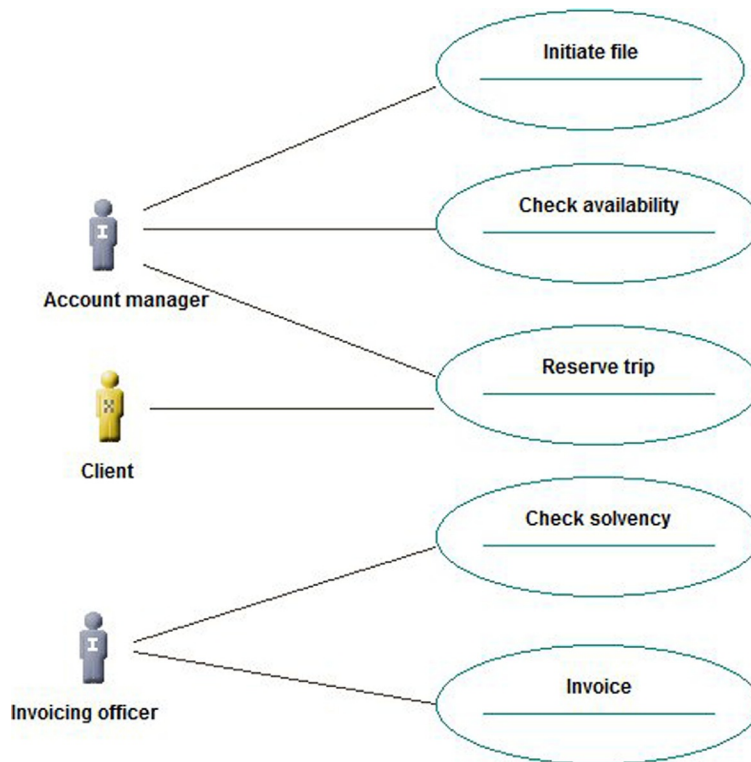 Initiate file
Check availability
I
Account manager
Reserve trip
X
Client
Check solvency
I
Invoicing officer
Invoice